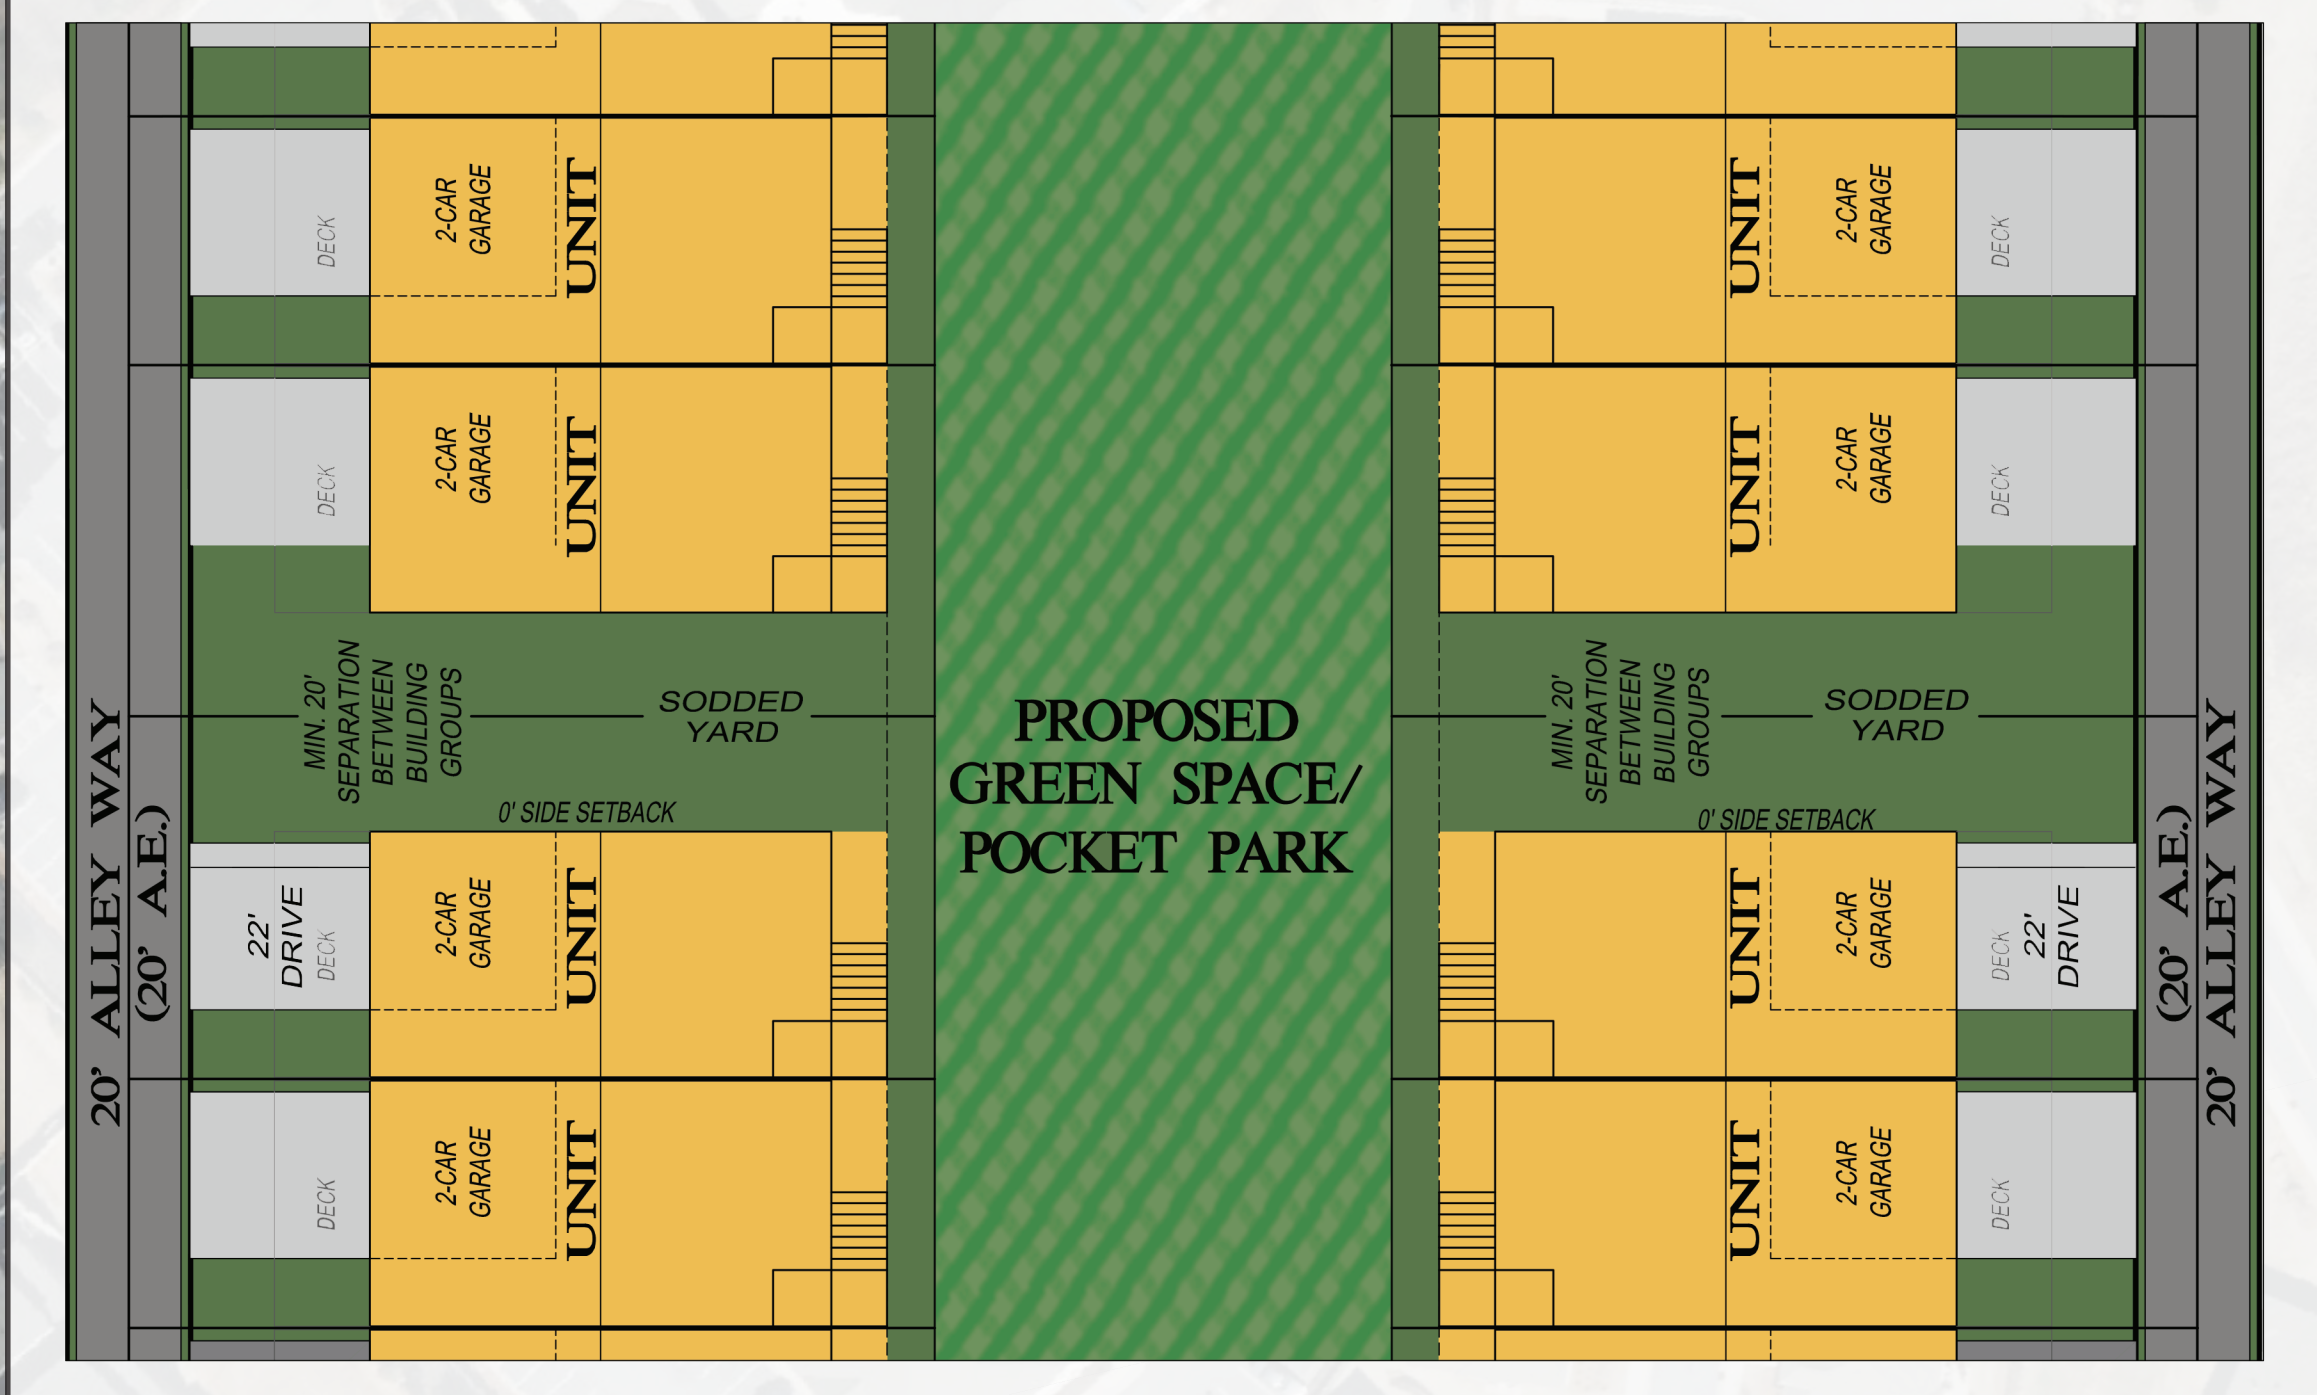 2-CAR
GARAGE
UNIT
DECK
UNIT
2-CAR
GARAGE
DECK
2-CAR
GARAGE
UNIT
DECK
UNIT
2-CAR
GARAGE
DECK
MIN. 20'
SEPARATION
BETWEEN
BUILDING
GROUPS
SODDED
YARD
0' SIDE SETBACK
PROPOSED
GREEN SPACE/
POCKET PARK
MIN. 20'
SEPARATION
BETWEEN
BUILDING
GROUPS
SODDED
YARD
0' SIDE SETBACK
20' ALLEY WAY
(20' A.E.)
22'
DRIVE
DECK
2-CAR
GARAGE
UNIT
UNIT
2-CAR
GARAGE
DECK
22'
DRIVE
(20' A.E.)
20' ALLEY WAY
DECK
2-CAR
GARAGE
UNIT
UNIT
2-CAR
GARAGE
DECK